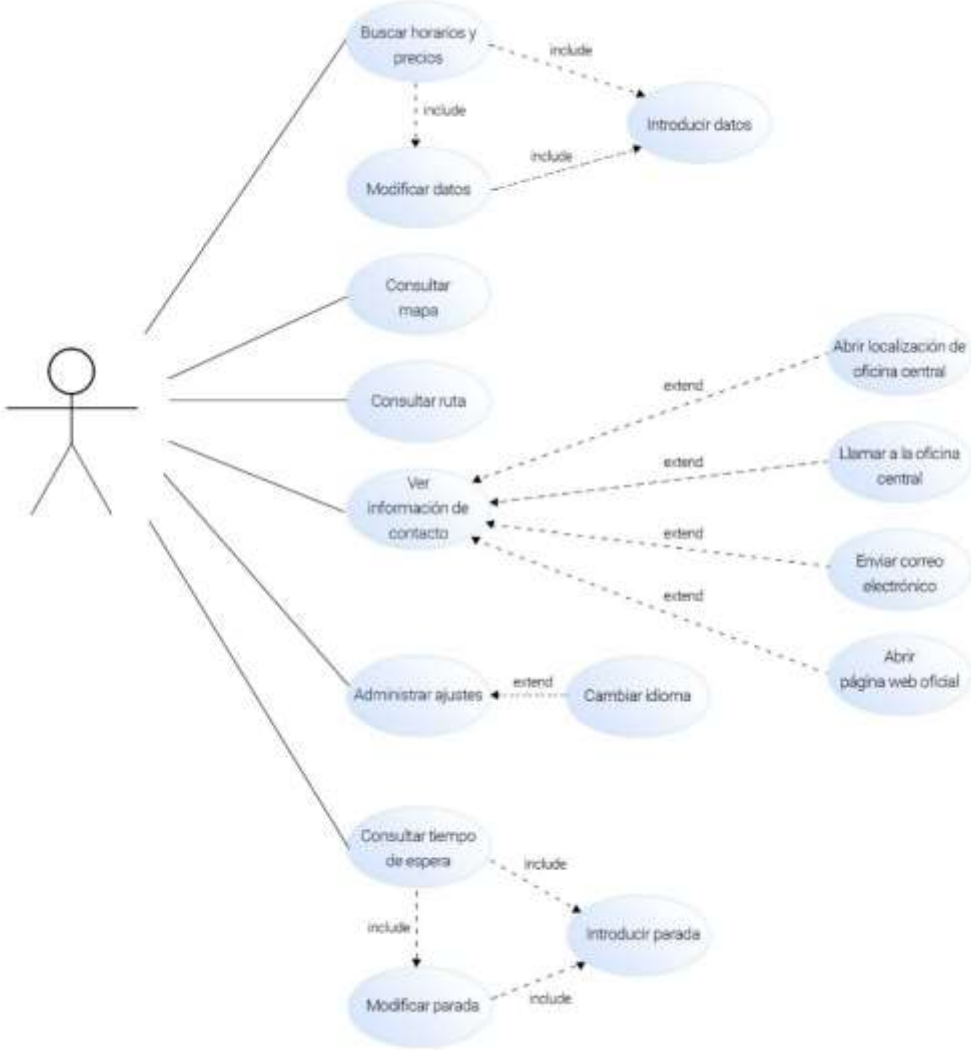 Buscar horarios y
precios
include
include
Introducir datos
include
Modificar datos
Consultar
mapa
Abrir localización de
oficina central
extend
Consultar ruta
Llamar a la oficina
central
extend
Ver
información de
contacto
extend
Enviar correo
electrónico
extend
Abrir
página web oficial
Administrar ajustes
extend
Cambiar idioma
Consultar tiempo
de espera
include
include
Introducir parada
Modificar parada
include